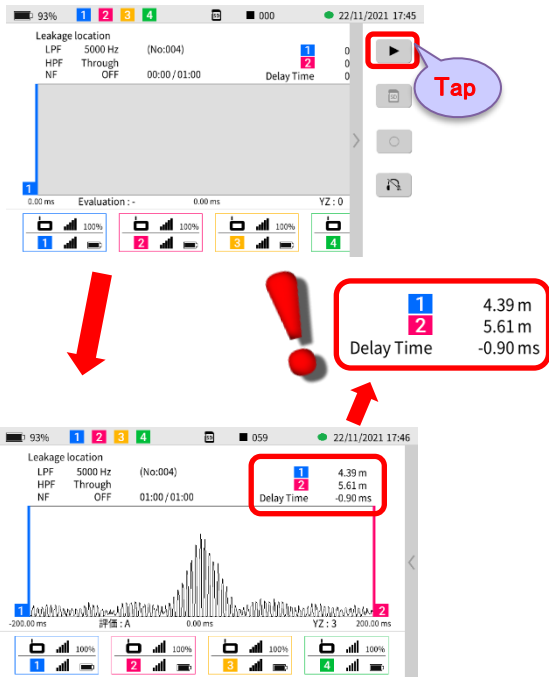 93% 1 2 3 4 SD 000 22/11/2021 17:45
Leakage location
LPF 5000 Hz (No:004) 1 0
HPF Through 2 0
NF OFF 00:00 / 01:00 Delay Time 0
Tap
SD
1
0.00 ms Evaluation : - 0.00 ms YZ : 0
100% 100% 100%
1 2 3 4
1 4.39 m
2 5.61 m
Delay Time -0.90 ms
93% 1 2 3 4 SD 059 22/11/2021 17:46
Leakage location
LPF 5000 Hz (No:004) 1 4.39 m
HPF Through 2 5.61 m
NF OFF 01:00 / 01:00 Delay Time -0.90 ms
1 2
-200.00 ms 評価 : A 0.00 ms YZ : 3 200.00 ms
100% 100% 100% 100%
1 2 3 4